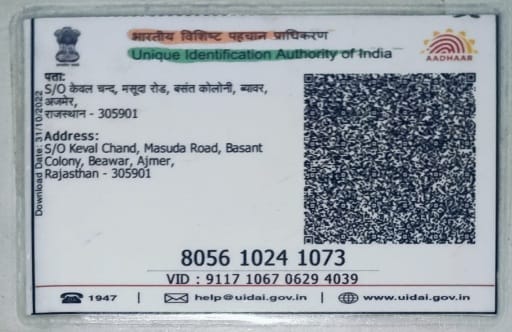 भारतीय विशिष्ट पहचान प्राधिकरण
Unique Identification Authority of India
AADHAAR
पता:
S/O केवल चन्द, मसूदा रोड, बसंत कोलोनी, ब्यावर,
अजमेर,
राजस्थान - 305901
Address:
S/O Keval Chand, Masuda Road, Basant
Colony, Beawar, Ajmer,
Rajasthan - 305901
Download Date: 31/10/2022
8056 1024 1073
VID : 9117 1067 0629 4039
1947 | help@uidai.gov.in | www.uidai.gov.in